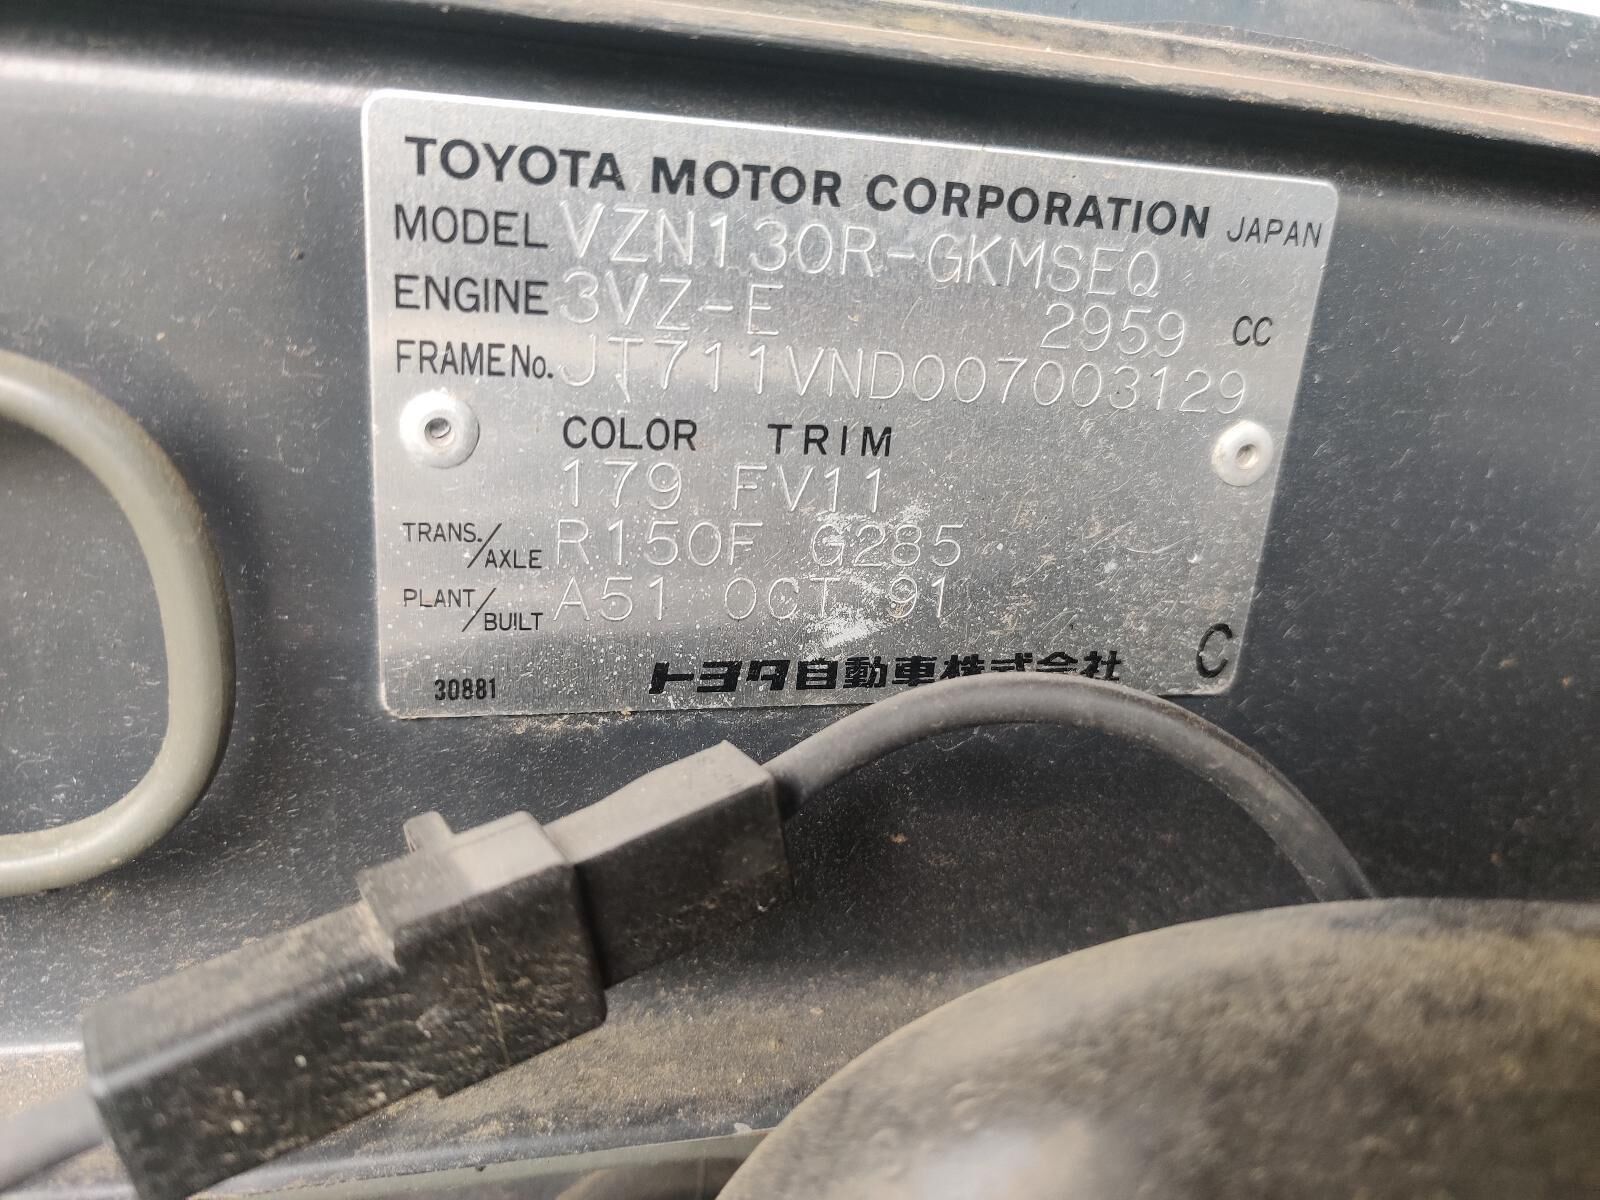 TOYOTA MOTOR CORPORATION JAPAN
MODEL VZN130R-GKMSEQ
ENGINE 3VZ-E 2959 CC
FRAME No. JT711VND007003129
COLOR TRIM
179 FV11
TRANS./AXLE R150F G285
PLANT/BUILT A51 OCT 91
30881 トヨタ自動車株式会社 C